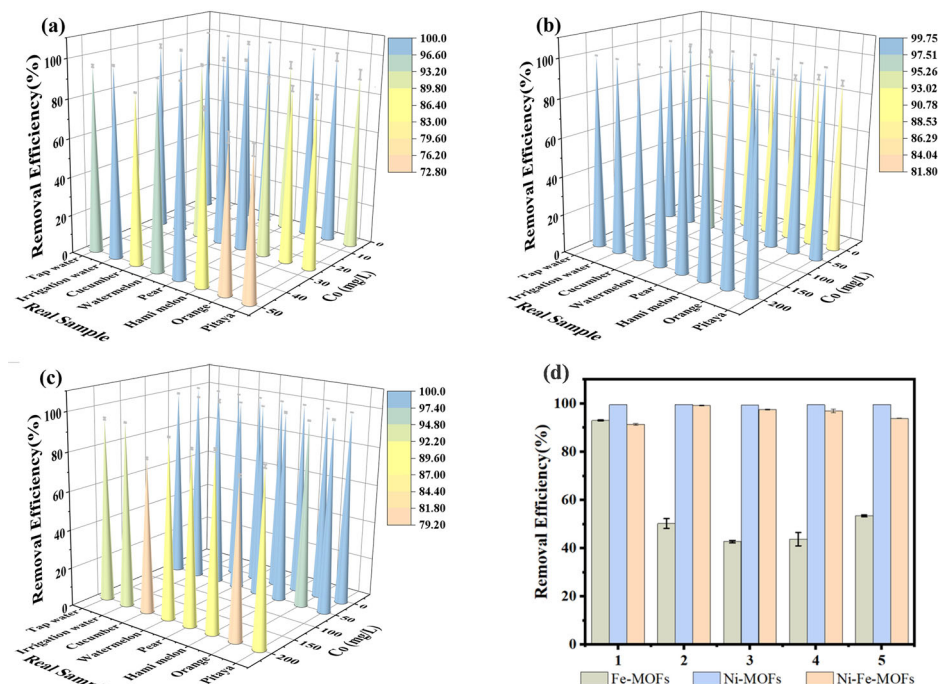 (a)
Removal Efficiency(%)
100
80
60
40
20
0
Tap water
Irrigation water
Cucumber
Watermelon
Pear
Hami melon
Orange
Pitaya
Real Sample
50
40
30
20
10
0
Co (mg/L)
100.0
96.60
93.20
89.80
86.40
83.00
79.60
76.20
72.80
(b)
Removal Efficiency(%)
100
80
60
40
20
0
Tap water
Irrigation water
Cucumber
Watermelon
Pear
Hami melon
Orange
Pitaya
Real Sample
200
150
100
50
0
Co (mg/L)
99.75
97.51
95.26
93.02
90.78
88.53
86.29
84.04
81.80
(c)
Removal Efficiency(%)
100
80
60
40
20
0
Tap water
Irrigation water
Cucumber
Watermelon
Pear
Hami melon
Orange
Pitaya
Real
200
150
100
50
0
Co (mg/L)
100.0
97.40
94.80
92.20
89.60
87.00
84.40
81.80
79.20
(d)
Removal Efficiency(%)
100
80
60
40
20
0
1 2 3 4 5
Fe-MOFs Ni-MOFs Ni-Fe-MOFs